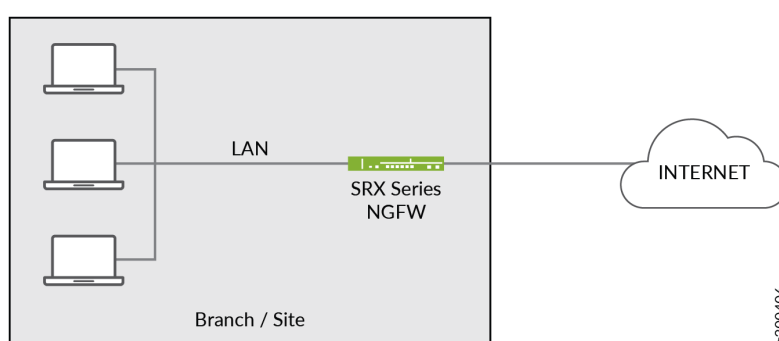 LAN
SRX Series
NGFW
INTERNET
Branch / Site